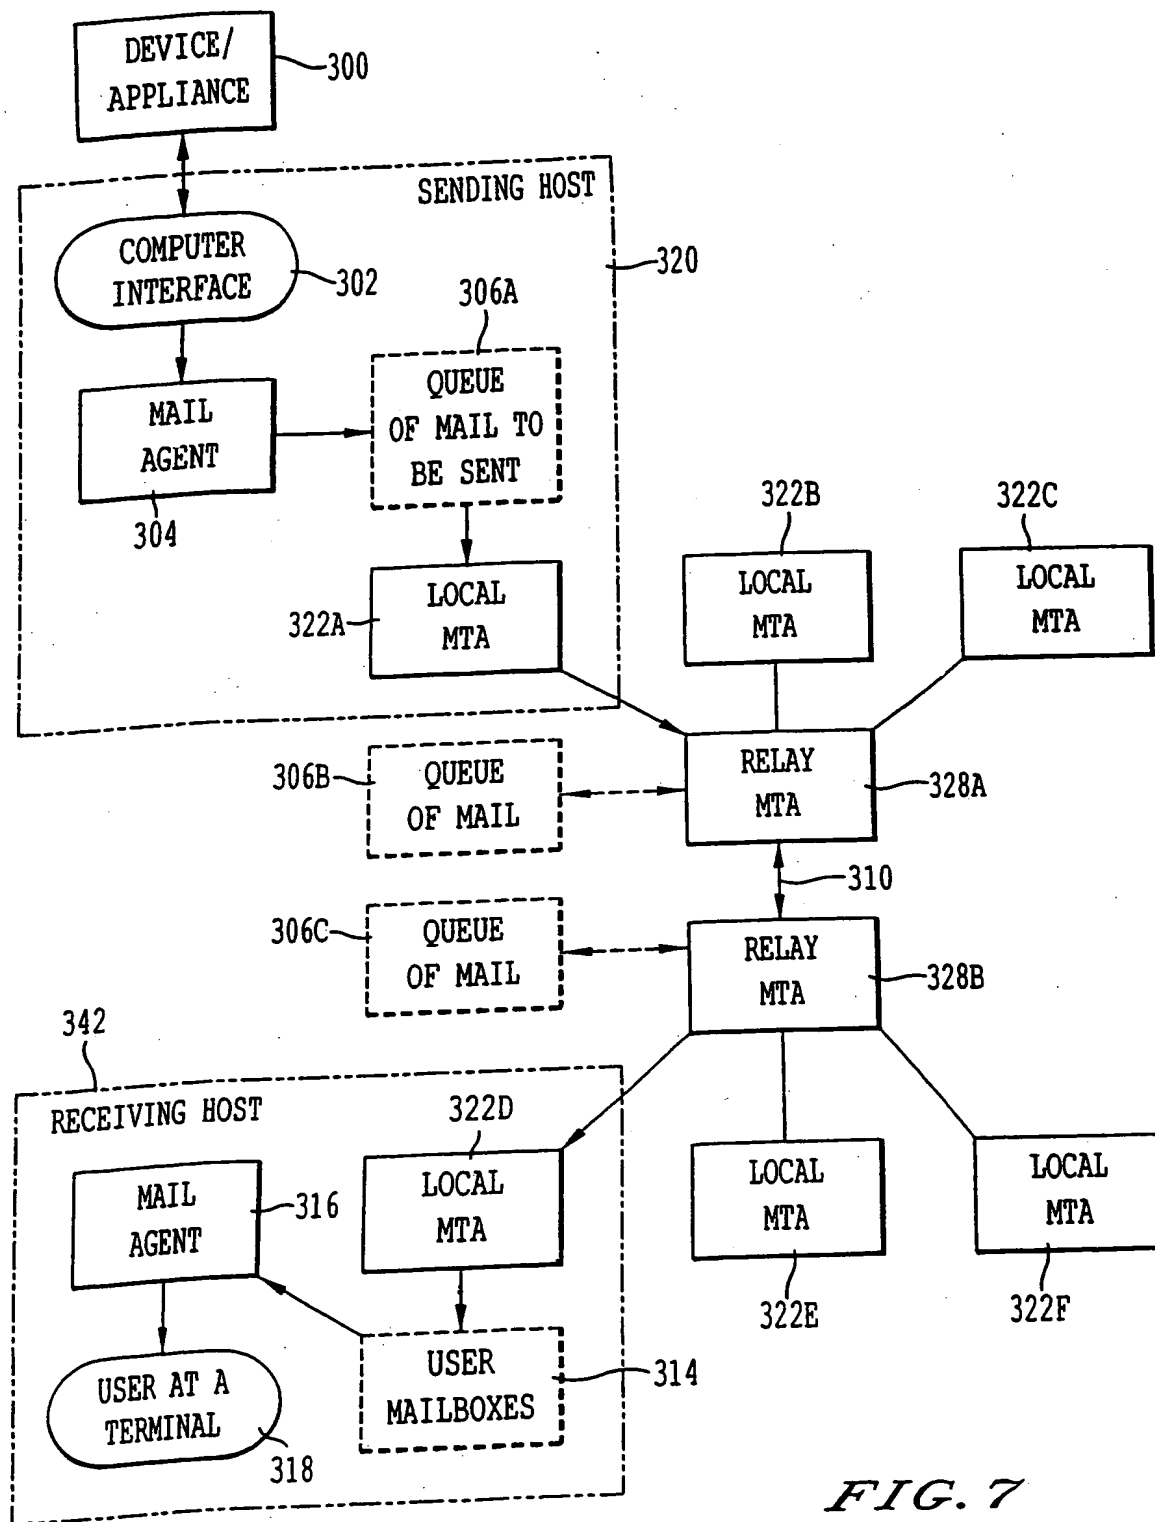 DEVICE/
APPLIANCE
300
SENDING HOST
COMPUTER
INTERFACE
302
320
306A
QUEUE
OF MAIL TO
BE SENT
MAIL
AGENT
304
322B
322C
LOCAL
MTA
322A
LOCAL
MTA
LOCAL
MTA
306B
QUEUE
OF MAIL
RELAY
MTA
328A
310
306C
QUEUE
OF MAIL
RELAY
MTA
328B
342
RECEIVING HOST
322D
MAIL
AGENT
316
LOCAL
MTA
LOCAL
MTA
322E
LOCAL
MTA
322F
USER AT A
TERMINAL
318
USER
MAILBOXES
314
FIG. 7